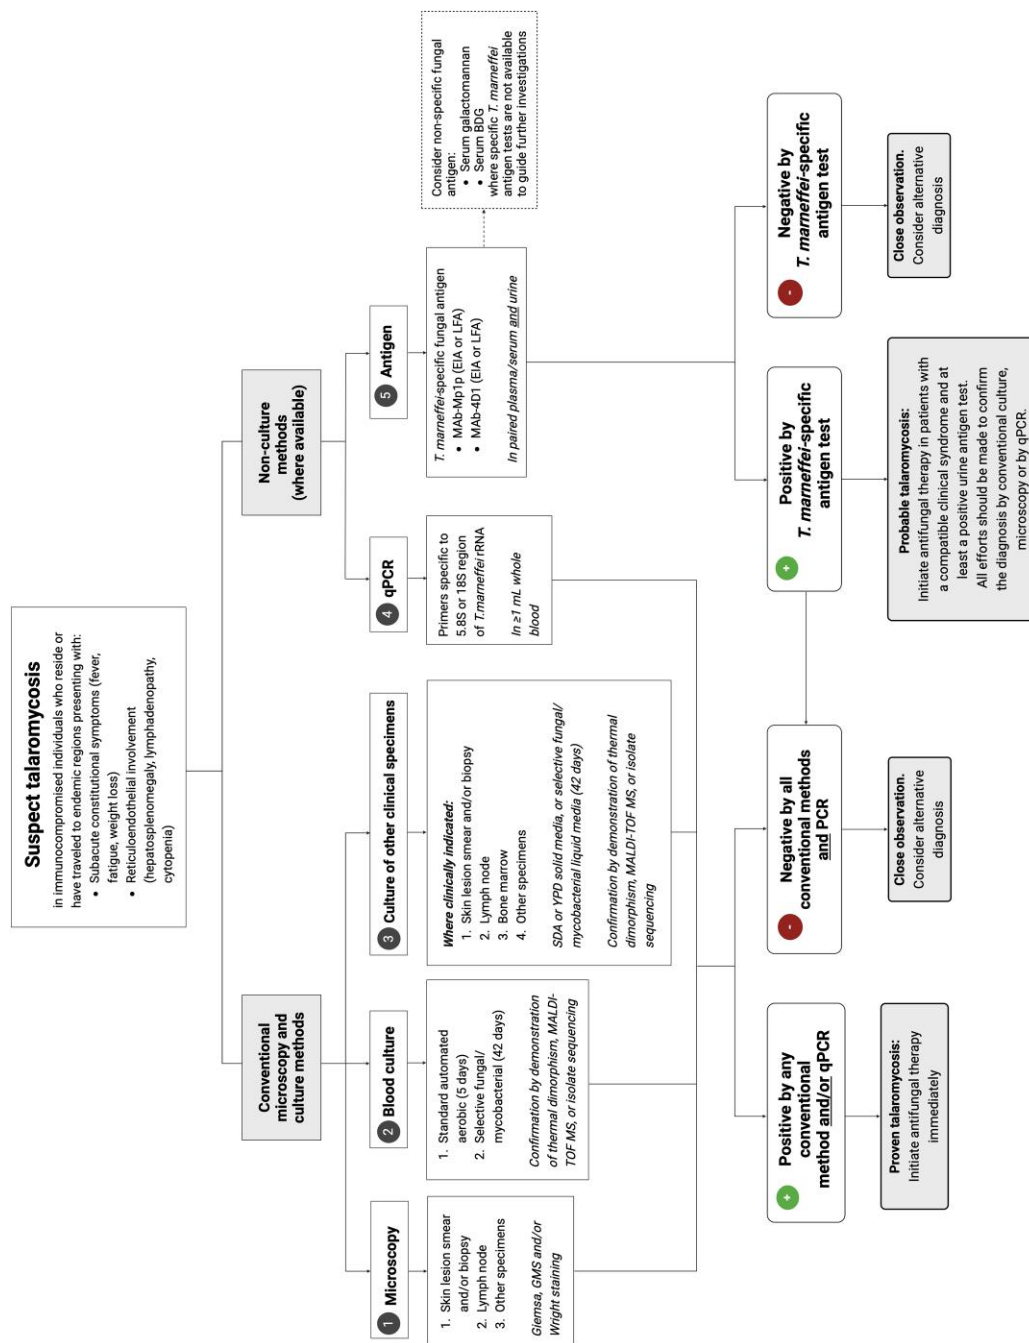 Suspect talaromycosis
in immunocompromised individuals who reside or
have traveled to endemic regions presenting with:
• Subacute constitutional symptoms (fever,
fatigue, weight loss)
• Reticuloendothelial involvement
(hepatosplenomegaly, lymphadenopathy,
cytopenia)
Conventional
microscopy and
culture methods
Non-culture
methods
(where available)
1 Microscopy
1. Skin lesion smear
and/or biopsy
2. Lymph node
3. Other specimens
Giemsa, GMS and/or
Wright staining
2 Blood culture
1. Standard automated
aerobic (5 days)
2. Selective fungal/
mycobacterial (42 days)
Confirmation by demonstration
of thermal dimorphism, MALDI-
TOF MS, or isolate sequencing
3 Culture of other clinical specimens
Where clinically indicated:
1. Skin lesion smear and/or biopsy
2. Lymph node
3. Bone marrow
4. Other specimens
SDA or YPD solid media, or selective fungal/
mycobacterial liquid media (42 days)
Confirmation by demonstration of thermal
dimorphism, MALDI-TOF MS, or isolate
sequencing
4 qPCR
Primers specific to
5.8S or 18S region
of T.marneffei rRNA
In ≥1 mL whole
blood
5 Antigen
T. marneffei-specific fungal antigen
• MAb-Mp1p (EIA or LFA)
• MAb-4D1 (EIA or LFA)
In paired plasma/serum and urine
Consider non-specific fungal
antigen:
• Serum galactomannan
• Serum BDG
where specific T. marneffei
antigen tests are not available
to guide further investigations
+ Positive by any
conventional
method and/or qPCR
- Negative by all
conventional methods
and PCR
+ Positive by
T. marneffei-specific
antigen test
- Negative by
T. marneffei-specific
antigen test
Proven talaromycosis:
Initiate antifungal therapy
immediately
Close observation.
Consider alternative
diagnosis
Probable talaromycosis:
Initiate antifungal therapy in patients with
a compatible clinical syndrome and at
least a positive urine antigen test.
All efforts should be made to confirm
the diagnosis by conventional culture,
microscopy or by qPCR.
Close observation.
Consider alternative
diagnosis